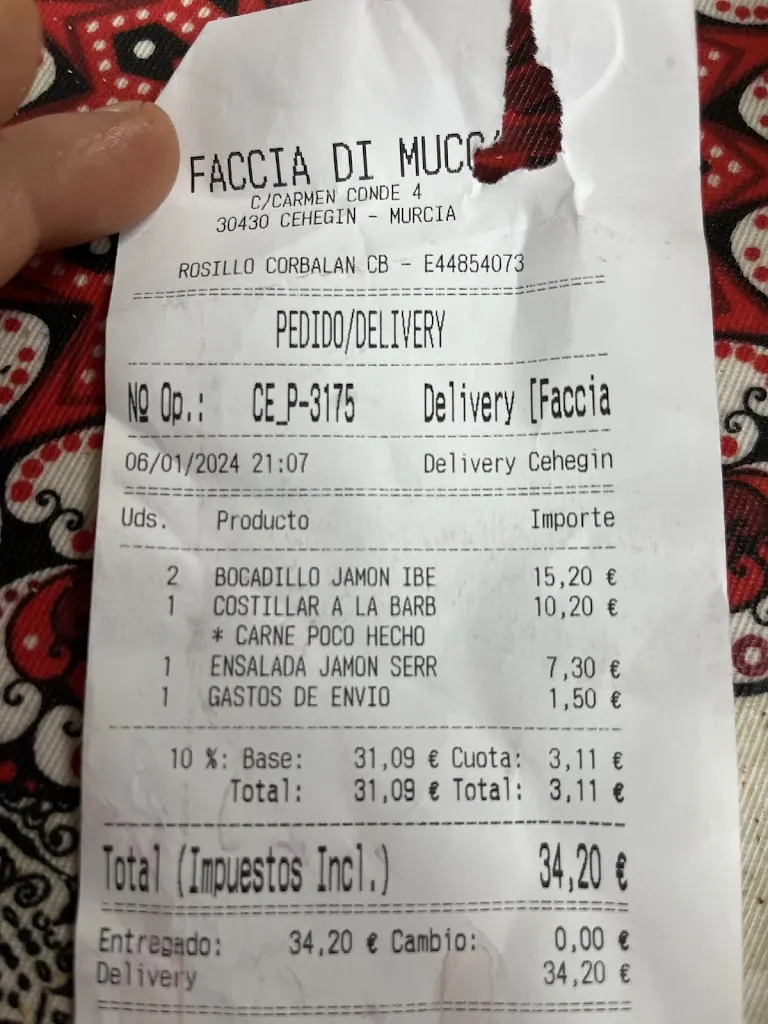 FACCIA DI MUCC
C/CARMEN CONDE 4
30430 CEHEGIN - MURCIA
ROSILLO CORBALAN CB - E44854073
PEDIDO/DELIVERY
Nº Op.: CE_P-3175 Delivery [Faccia
06/01/2024 21:07 Delivery Cehegin
Uds. Producto Importe
2 BOCADILLO JAMON IBE 15,20 €
1 COSTILLAR A LA BARB 10,20 €
* CARNE POCO HECHO
1 ENSALADA JAMON SERR 7,30 €
1 GASTOS DE ENVIO 1,50 €
10 %: Base: 31,09 € Cuota: 3,11 €
Total: 31,09 € Total: 3,11 €
Total (Impuestos Incl.) 34,20 €
Entregado: 34,20 € Cambio: 0,00 €
Delivery 34,20 €